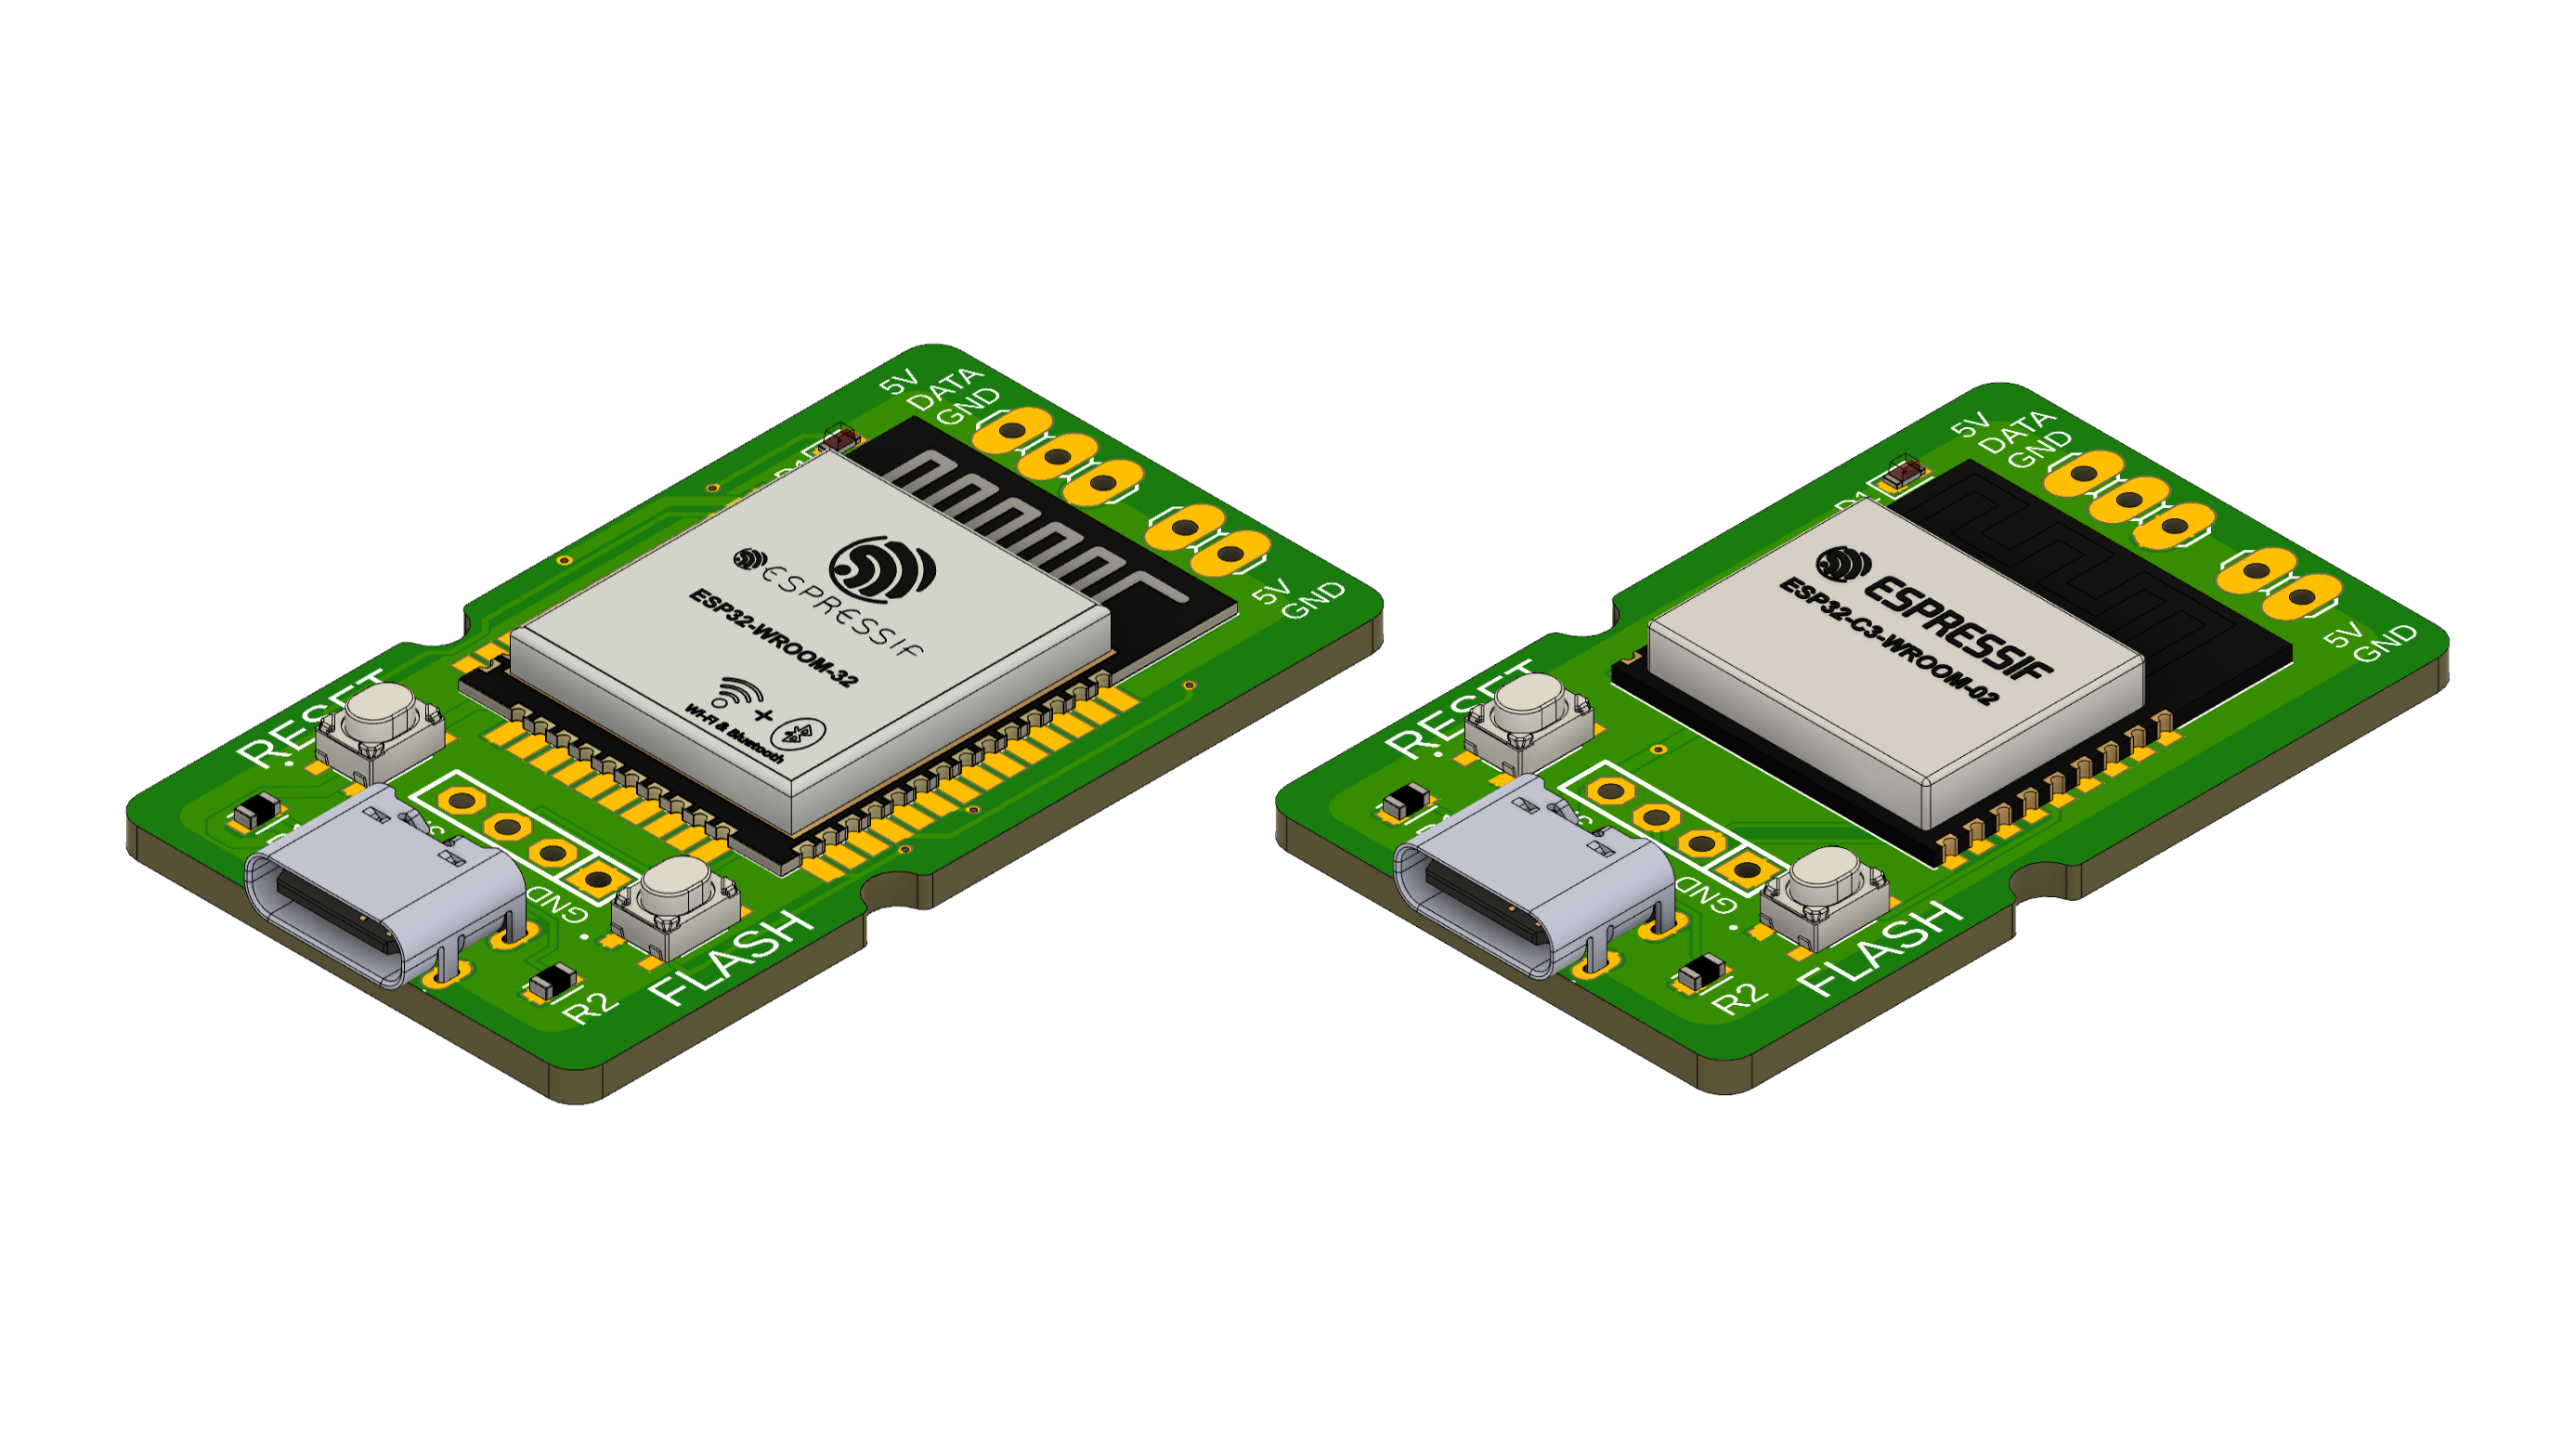 5V
DATA
GND
5V
GND
ESPRESSIF
ESP32-WROOM-32
Wi-Fi & Bluetooth
RESET
GND
FLASH
R2
5V
DATA
GND
5V
GND
ESPRESSIF
ESP32-C3-WROOM-02
RESET
GND
FLASH
R2